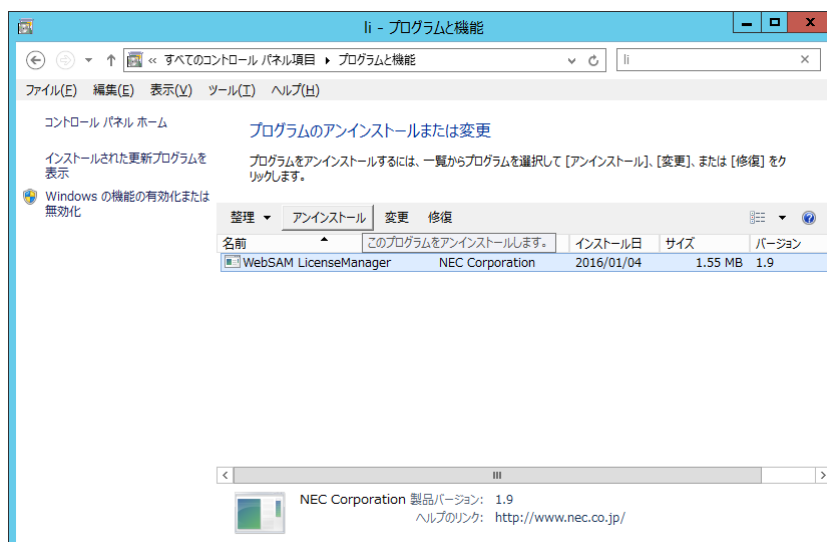 li - プログラムと機能
« すべてのコントロール パネル項目 ▸ プログラムと機能
li
ファイル(F) 編集(E) 表示(V) ツール(T) ヘルプ(H)
コントロール パネル ホーム
インストールされた更新プログラムを
表示
Windows の機能の有効化または
無効化
プログラムのアンインストールまたは変更
プログラムをアンインストールするには、一覧からプログラムを選択して [アンインストール]、[変更]、または [修復] をク
リックします。
整理 アンインストール 変更 修復
名前 このプログラムをアンインストールします。 インストール日 サイズ バージョン
WebSAM LicenseManager NEC Corporation 2016/01/04 1.55 MB 1.9
NEC Corporation 製品バージョン: 1.9
ヘルプのリンク: http://www.nec.co.jp/